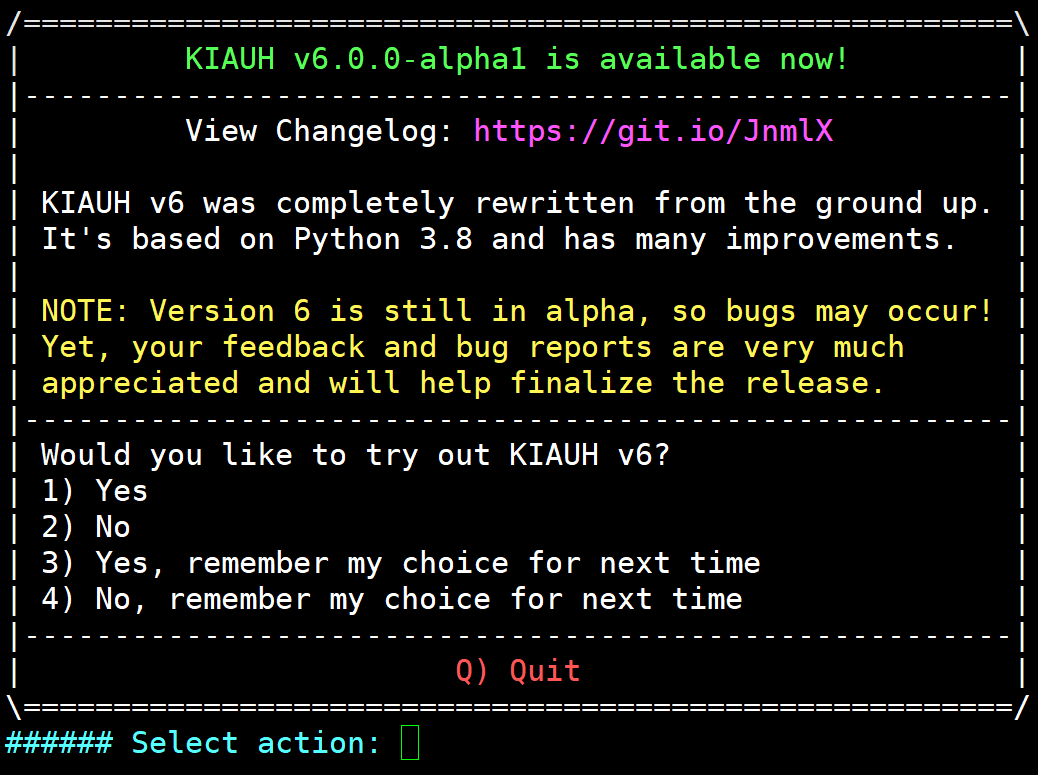 /=======================================================\
|         KIAUH v6.0.0-alpha1 is available now!         |
|-------------------------------------------------------|
|         View Changelog: https://git.io/JnmlX          |
|                                                       |
| KIAUH v6 was completely rewritten from the ground up. |
| It's based on Python 3.8 and has many improvements.   |
|                                                       |
| NOTE: Version 6 is still in alpha, so bugs may occur! |
| Yet, your feedback and bug reports are very much      |
| appreciated and will help finalize the release.       |
|-------------------------------------------------------|
| Would you like to try out KIAUH v6?                   |
| 1) Yes                                                |
| 2) No                                                 |
| 3) Yes, remember my choice for next time              |
| 4) No, remember my choice for next time               |
|-------------------------------------------------------|
|                        Q) Quit                        |
\=======================================================/
###### Select action: